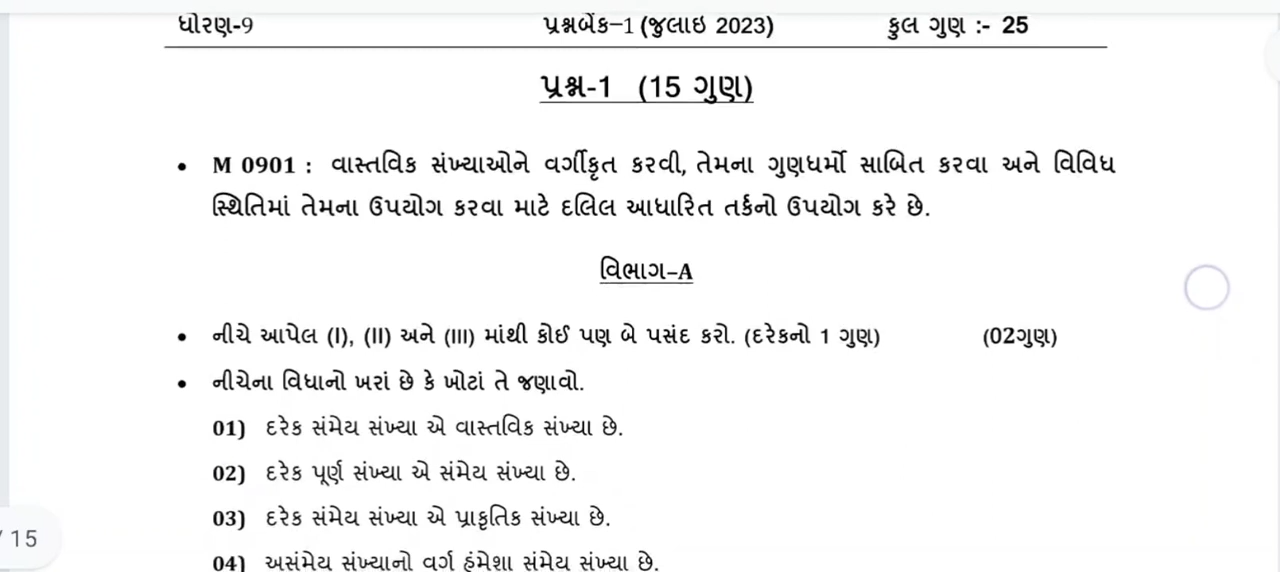 ધોરણ-9 પ્રશ્નબેંક–1 (જુલાઇ 2023) કુલ ગુણ :- 25
પ્રશ્ન-1 (15 ગુણ)
• M 0901 : વાસ્તવિક સંખ્યાઓને વર્ગીકૃત કરવી, તેમના ગુણધર્મો સાબિત કરવા અને વિવિધ
સ્થિતિમાં તેમના ઉપયોગ કરવા માટે દલિલ આધારિત તર્કનો ઉપયોગ કરે છે.
વિભાગ–A
• નીચે આપેલ (I), (II) અને (III) માંથી કોઈ પણ બે પસંદ કરો. (દરેકનો 1 ગુણ) (02ગુણ)
• નીચેના વિધાનો ખરાં છે કે ખોટાં તે જણાવો.
01) દરેક સંમેય સંખ્યા એ વાસ્તવિક સંખ્યા છે.
02) દરેક પૂર્ણ સંખ્યા એ સંમેય સંખ્યા છે.
03) દરેક સંમેય સંખ્યા એ પ્રાકૃતિક સંખ્યા છે.
/ 15
04) અસંમેય સંખ્યાનો વર્ગ હંમેશા સંમેય સંખ્યા છે.